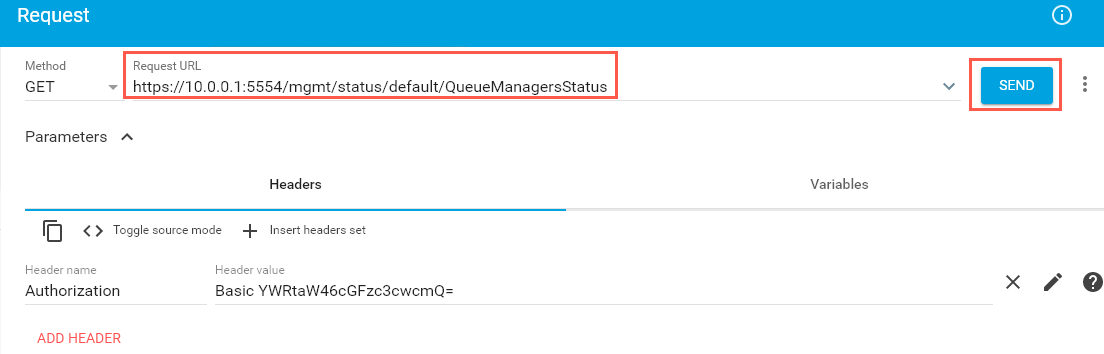 Request
Method
Request URL
GET
https://10.0.0.1:5554/mgmt/status/default/QueueManagersStatus
SEND
Parameters
Headers
Variables
Toggle source mode
Insert headers set
Header name
Header value
Authorization
Basic YWRtaW46cGFzc3cwcmQ=
ADD HEADER